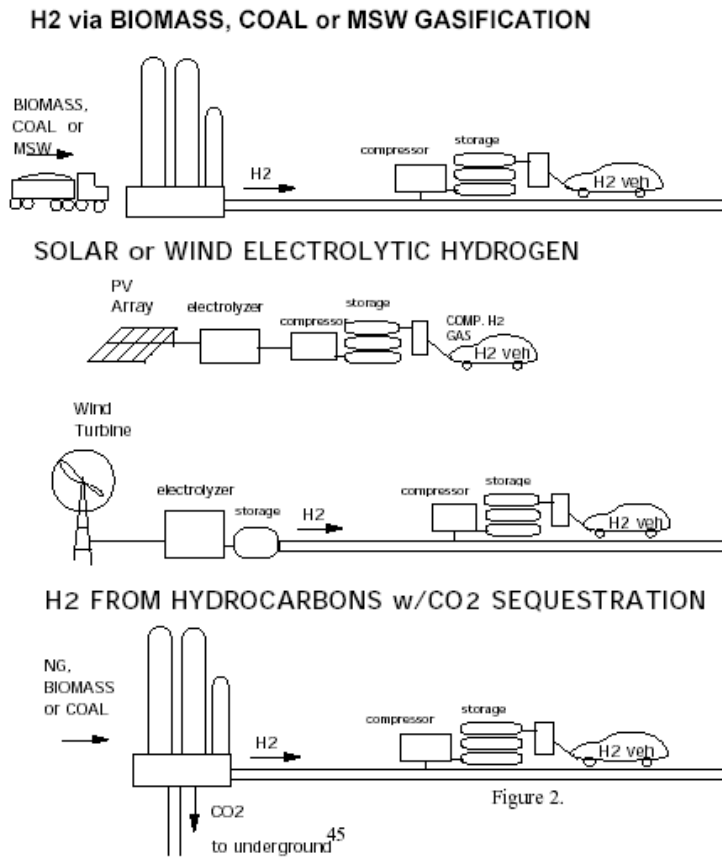 H2 via BIOMASS, COAL or MSW GASIFICATION
BIOMASS,
COAL or
MSW
H2
compressor
storage
H2 veh
SOLAR or WIND ELECTROLYTIC HYDROGEN
PV
Array
electrolyzer
compressor
storage
COMP. H2
GAS
H2 veh
Wind
Turbine
electrolyzer
storage
H2
compressor
storage
H2 veh
H2 FROM HYDROCARBONS w/CO2 SEQUESTRATION
NG,
BIOMASS
or COAL
H2
compressor
storage
H2 veh
Figure 2.
CO2
to underground
45